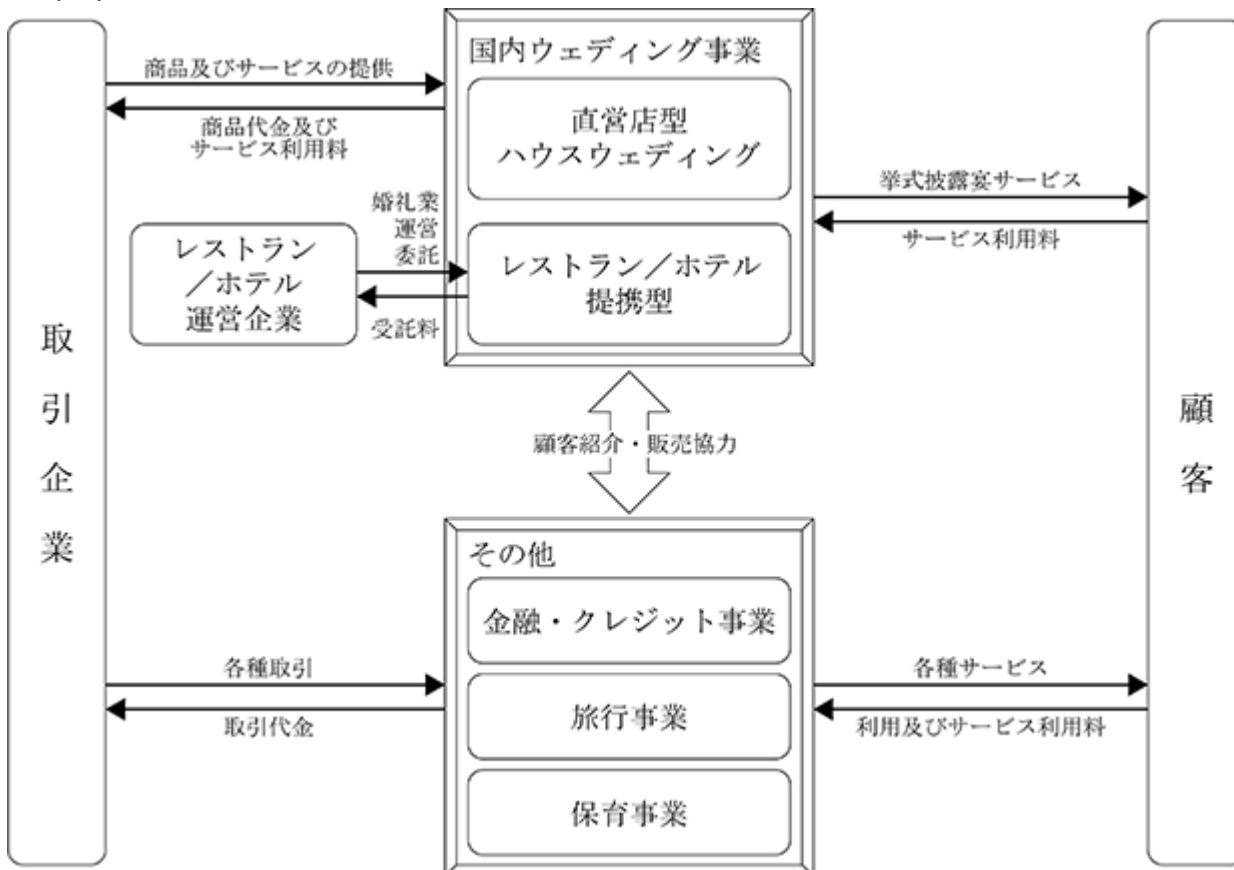 国内ウェディング事業
商品及びサービスの提供
商品代金及び
サービス利用料
直営店型
ハウスウェディング
挙式披露宴サービス
サービス利用料
婚礼業
運営
委託
レストラン
／ホテル
運営企業
受託料
レストラン／ホテル
提携型
取引企業
顧客
顧客紹介・販売協力
その他
金融・クレジット事業
各種取引
取引代金
旅行事業
各種サービス
利用及びサービス利用料
保育事業